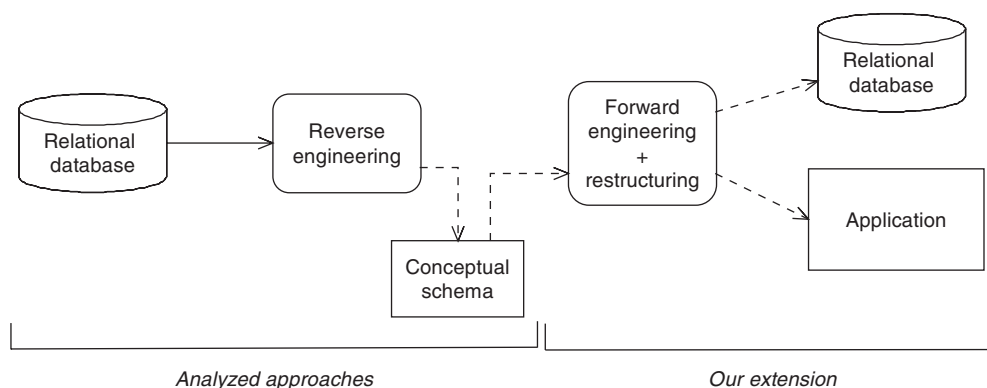 Relational
database
Reverse
engineering
Conceptual
schema
Forward
engineering
+
restructuring
Relational
database
Application
Analyzed approaches
Our extension